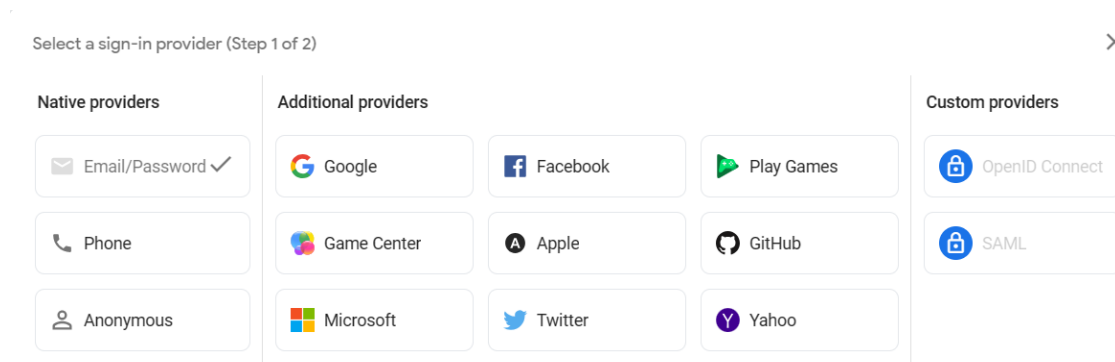 Select a sign-in provider (Step 1 of 2)
Native providers
Additional providers
Custom providers
Email/Password
Google
Facebook
Play Games
OpenID Connect
Phone
Game Center
Apple
GitHub
SAML
Anonymous
Microsoft
Twitter
Yahoo